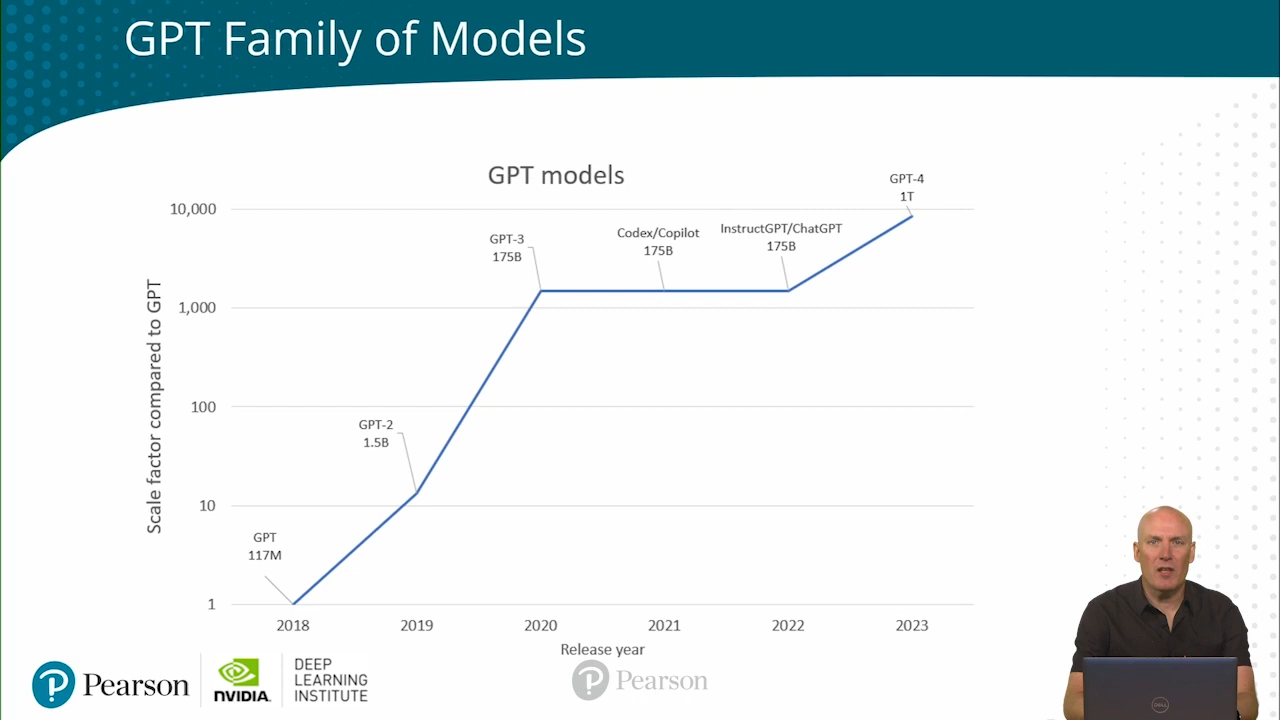 GPT Family of Models
GPT models
10,000
1,000
100
10
1
Scale factor compared to GPT
GPT
117M
GPT-2
1.5B
GPT-3
175B
Codex/Copilot
175B
InstructGPT/ChatGPT
175B
GPT-4
1T
2018 2019 2020 2021 2022 2023
Release year
Pearson
NVIDIA.
DEEP
LEARNING
INSTITUTE
Pearson
DELL